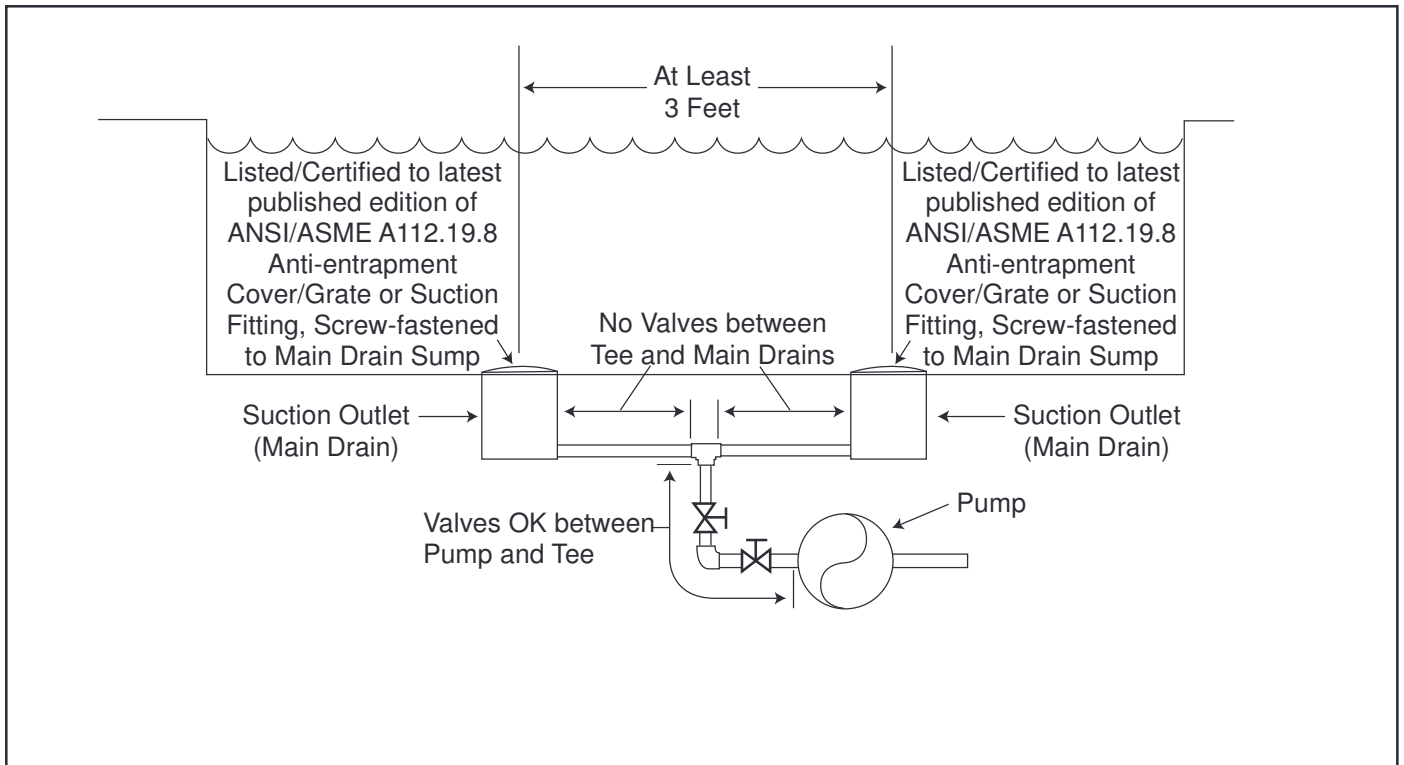 At Least
3 Feet
Listed/Certified to latest
published edition of
ANSI/ASME A112.19.8
Anti-entrapment
Cover/Grate or Suction
Fitting, Screw-fastened
to Main Drain Sump
Listed/Certified to latest
published edition of
ANSI/ASME A112.19.8
Anti-entrapment
Cover/Grate or Suction
Fitting, Screw-fastened
to Main Drain Sump
No Valves between
Tee and Main Drains
Suction Outlet
(Main Drain)
Suction Outlet
(Main Drain)
Valves OK between
Pump and Tee
Pump